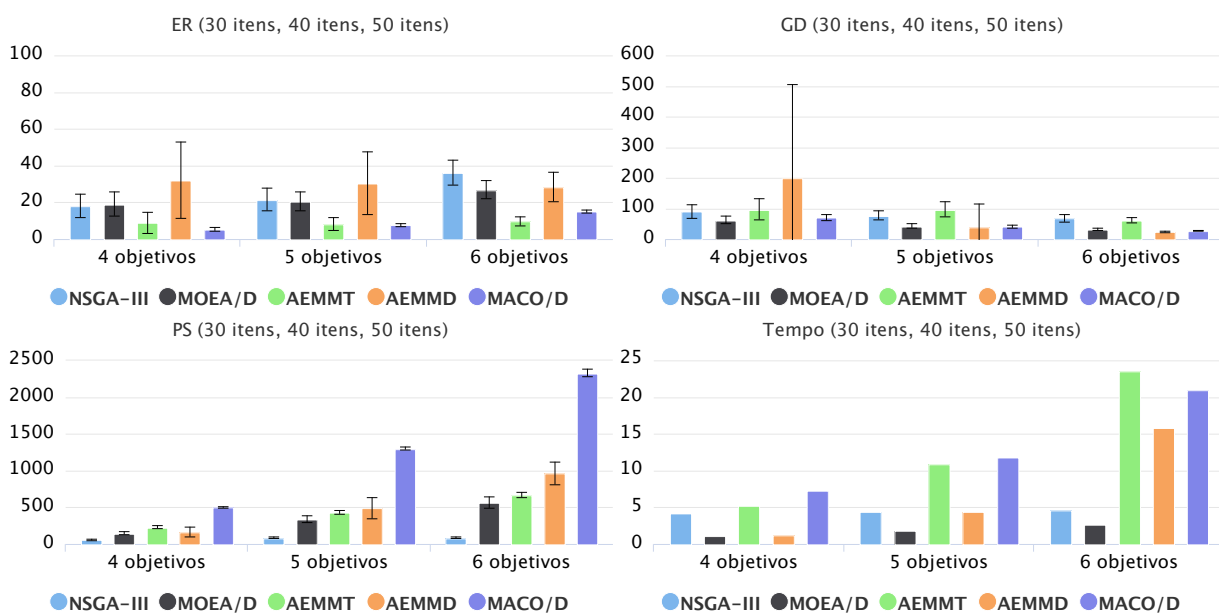 ER (30 itens, 40 itens, 50 itens)
100
80
60
40
20
0
4 objetivos 5 objetivos 6 objetivos
NSGA-III MOEA/D AEMMT AEMMD MACO/D
GD (30 itens, 40 itens, 50 itens)
600
500
400
300
200
100
0
4 objetivos 5 objetivos 6 objetivos
NSGA-III MOEA/D AEMMT AEMMD MACO/D
PS (30 itens, 40 itens, 50 itens)
2500
2000
1500
1000
500
0
4 objetivos 5 objetivos 6 objetivos
NSGA-III MOEA/D AEMMT AEMMD MACO/D
Tempo (30 itens, 40 itens, 50 itens)
25
20
15
10
5
0
4 objetivos 5 objetivos 6 objetivos
NSGA-III MOEA/D AEMMT AEMMD MACO/D